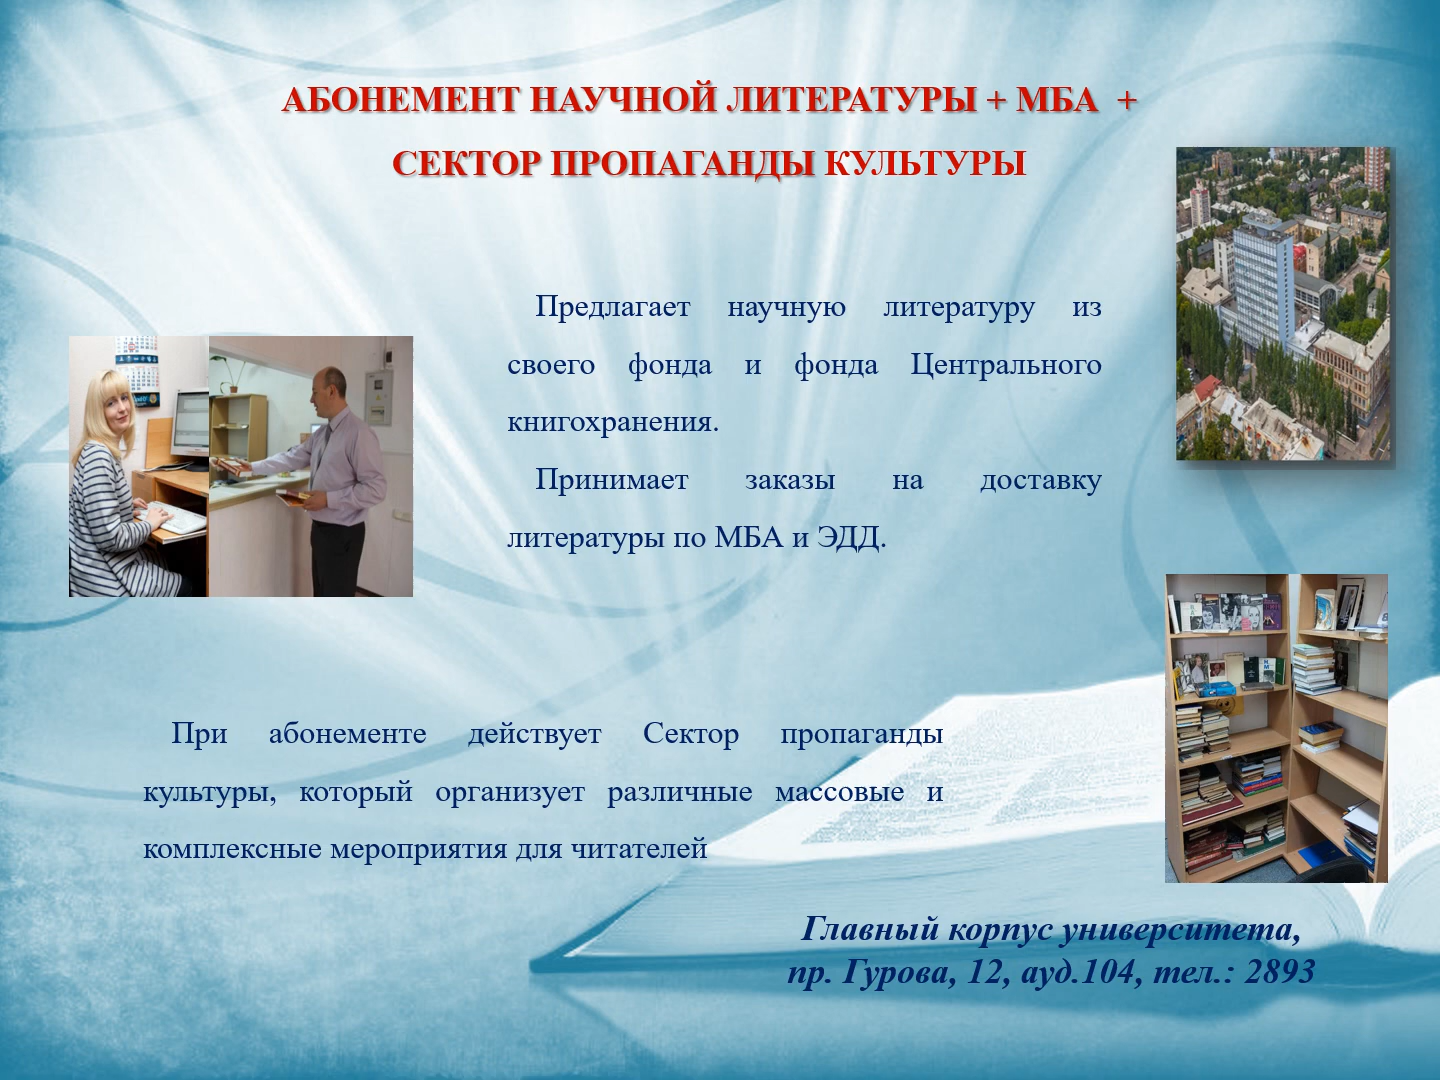 АБОНЕМЕНТ НАУЧНОЙ ЛИТЕРАТУРЫ + МБА +
СЕКТОР ПРОПАГАНДЫ КУЛЬТУРЫ
Предлагает научную литературу из
своего фонда и фонда Центрального
книгохранения.
Принимает заказы на доставку
литературы по МБА и ЭДД.
При абонементе действует Сектор пропаганды
культуры, который организует различные массовые и
комплексные мероприятия для читателей
Главный корпус университета,
пр. Гурова, 12, ауд.104, тел.: 2893